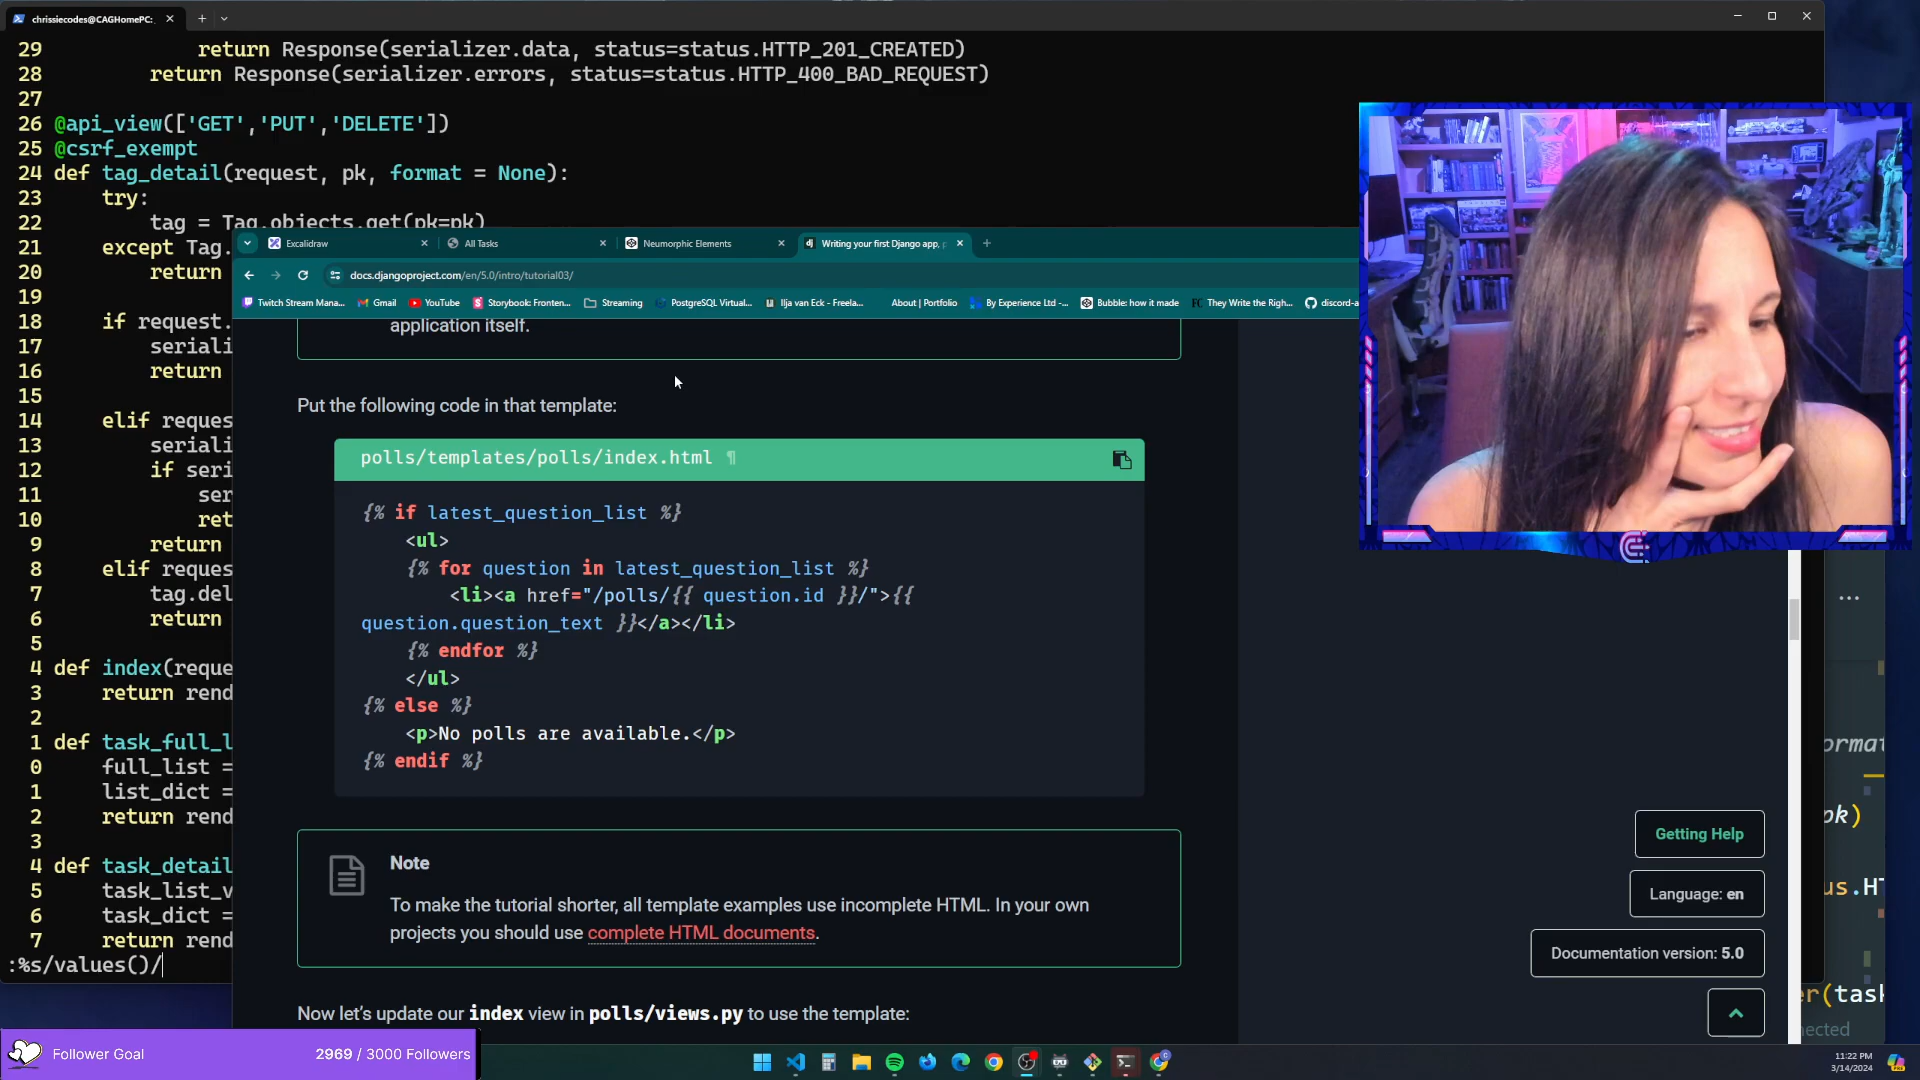 chrissiecodes@CAGHomePC:
29 return Response(serializer.data, status=status.HTTP_201_CREATED)
28 return Response(serializer.errors, status=status.HTTP_400_BAD_REQUEST)
27
26 @api_view(['GET','PUT','DELETE'])
25 @csrf_exempt
24 def tag_detail(request, pk, format = None):
23 try:
22 tag = Tag.objects.get(pk=pk)
21 except Tag.
20 return
19
18 if request.
17 seriali
16 return
15
14 elif reques
13 seriali
12 if seri
11 ser
10 ret
9 return
8 elif reques
7 tag.del
6 return
5
4 def index(reque
3 return rend
2
1 def task_full_l
0 full_list =
1 list_dict =
2 return rend
3
4 def task_detail
5 task_list_v
6 task_dict =
7 return rend
:%s/values()/
Excalidraw
All Tasks
Neumorphic Elements
Writing your first Django app, p
docs.djangoproject.com/en/5.0/intro/tutorial03/
Twitch Stream Mana...
Gmail
YouTube
Storybook: Fronten...
Streaming
PostgreSQL Virtual...
Ilja van Eck - Freela...
About | Portfolio
By Experience Ltd -...
Bubble: how it made
They Write the Righ...
discord-a
application itself.
Put the following code in that template:
polls/templates/polls/index.html ¶
{% if latest_question_list %}
<ul>
{% for question in latest_question_list %}
<li><a href="/polls/{{ question.id }}/">{{
question.question_text }}</a></li>
{% endfor %}
</ul>
{% else %}
<p>No polls are available.</p>
{% endif %}
Note
To make the tutorial shorter, all template examples use incomplete HTML. In your own
projects you should use complete HTML documents.
Now let's update our index view in polls/views.py to use the template:
Getting Help
Language: en
Documentation version: 5.0
ormat
pk)
us.HT
er(task
nected
Follower Goal
2969 / 3000 Followers
11:22 PM
3/14/2024